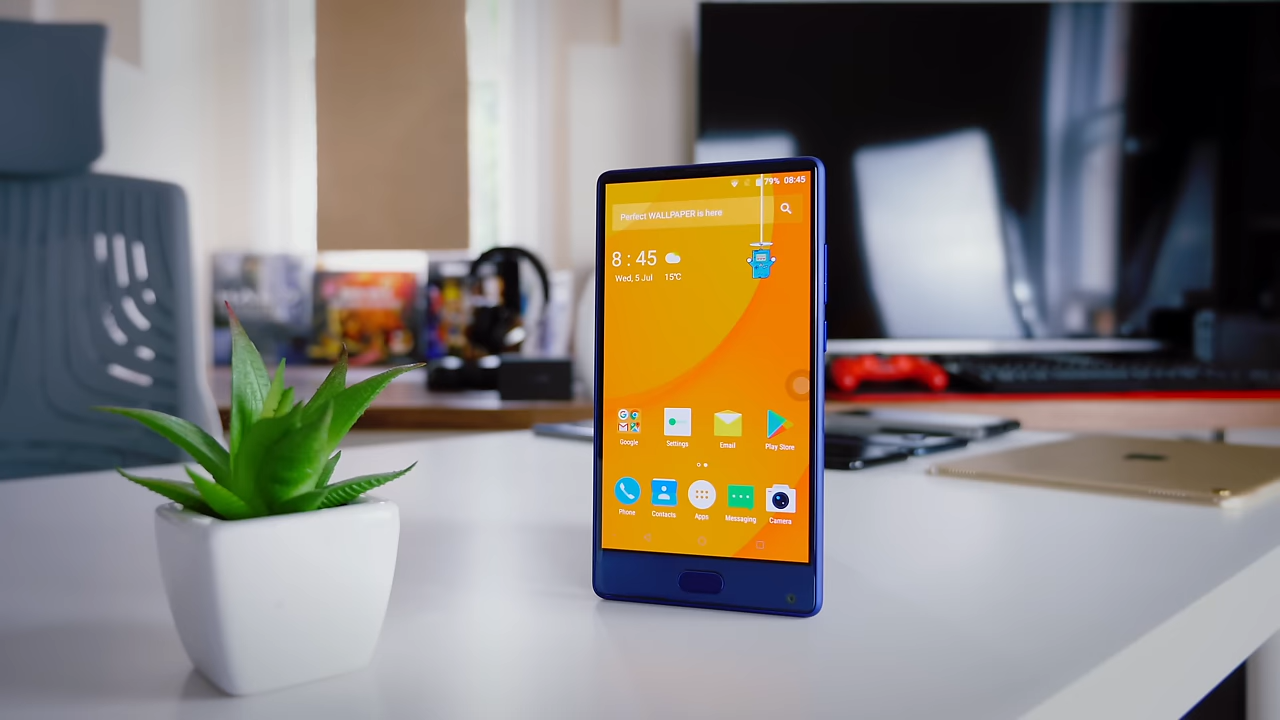 79% 08:45
Perfect WALLPAPER is here
8 : 45
Wed, 5 Jul 15°C
Google Settings Email Play Store
Phone Contacts Apps Messaging Camera